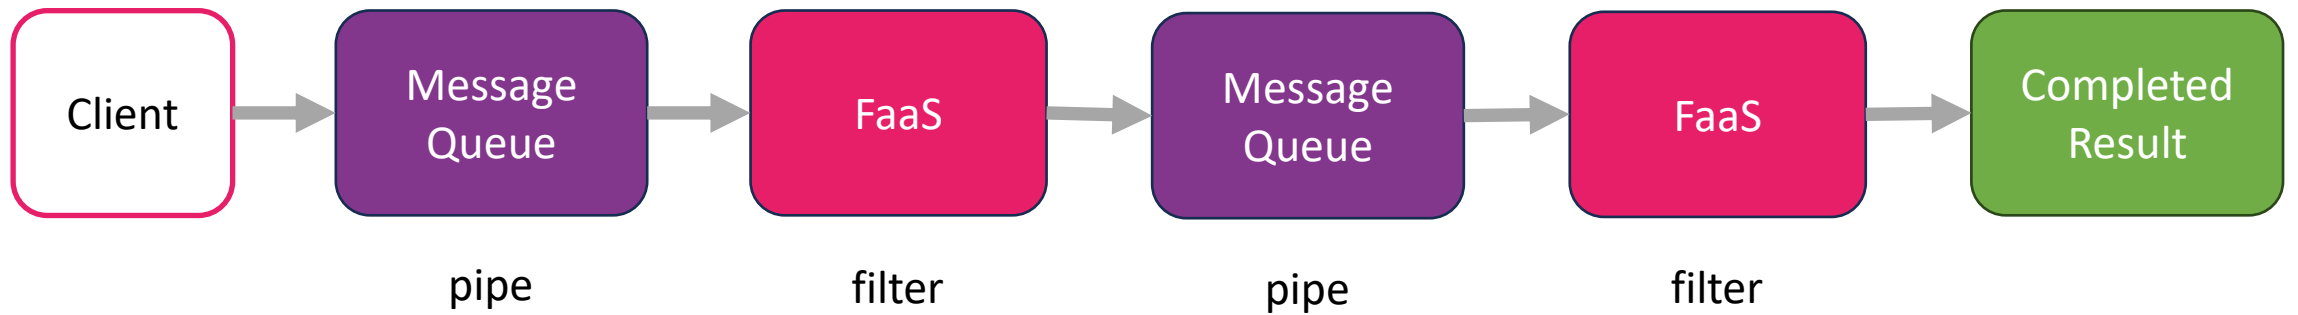 Client
Message
Queue
FaaS
Message
Queue
FaaS
Completed
Result
pipe
filter
pipe
filter